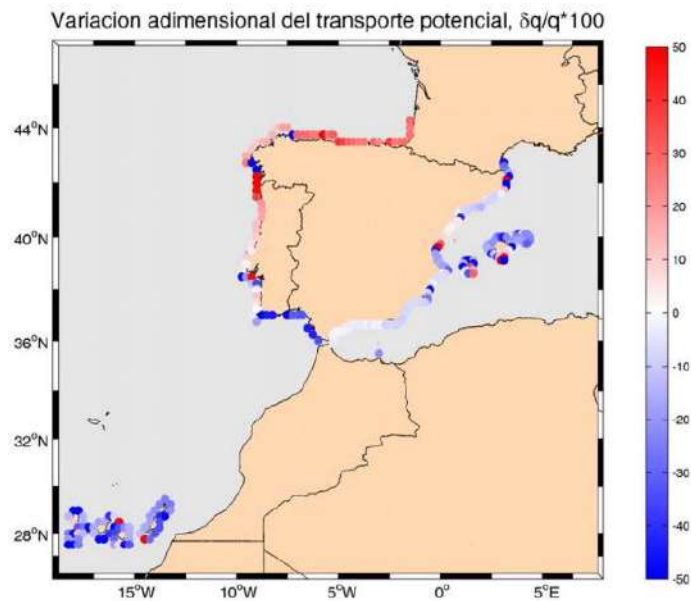 Variacion adimensional del transporte potencial, δq/q*100
44°N
40°N
36°N
32°N
28°N
15°W
10°W
5°W
0°
5°E
50
40
30
20
10
0
-10
-20
-30
-40
-50